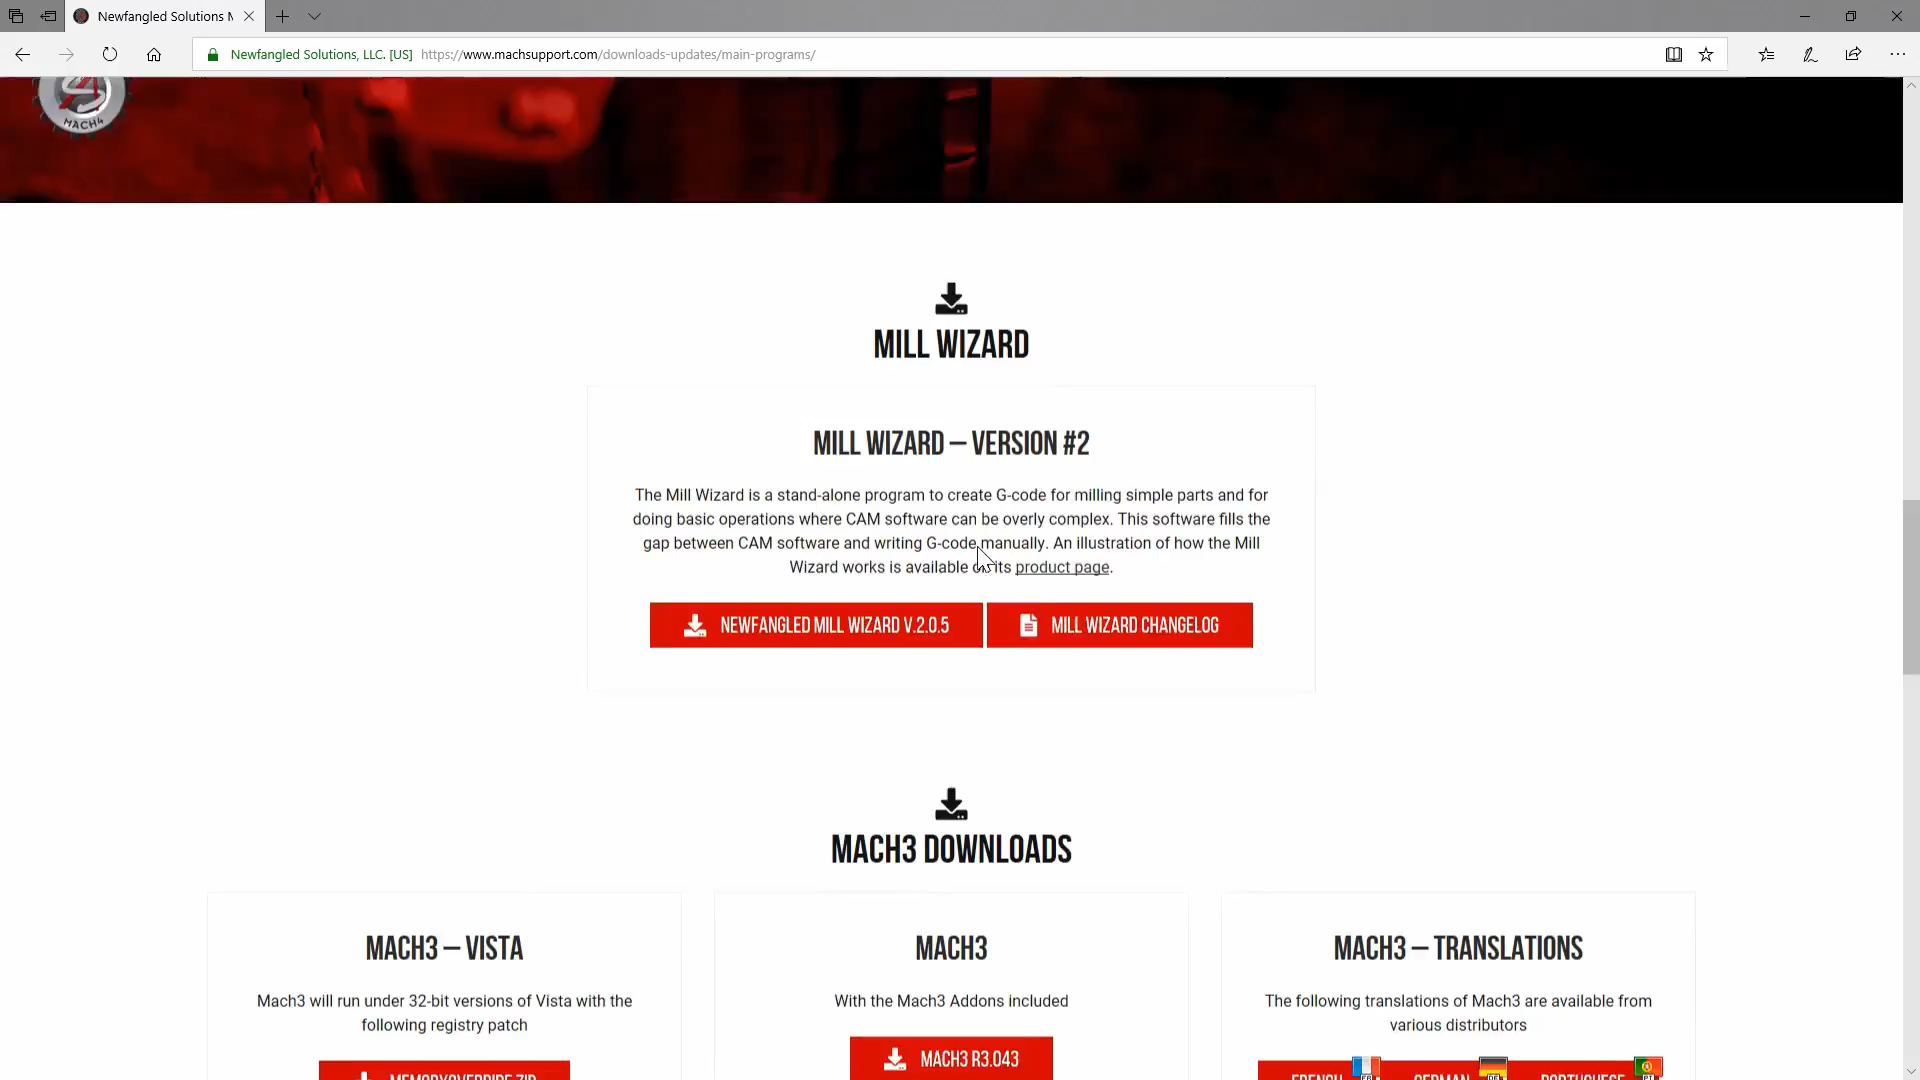 Newfangled Solutions M
Newfangled Solutions, LLC. [US] https://www.machsupport.com/downloads-updates/main-programs/
MACH4
MILL WIZARD
MILL WIZARD – VERSION #2
The Mill Wizard is a stand-alone program to create G-code for milling simple parts and for
doing basic operations where CAM software can be overly complex. This software fills the
gap between CAM software and writing G-code manually. An illustration of how the Mill
Wizard works is available on its product page.
NEWFANGLED MILL WIZARD V.2.0.5 MILL WIZARD CHANGELOG
MACH3 DOWNLOADS
MACH3 – VISTA
Mach3 will run under 32-bit versions of Vista with the
following registry patch
MEMORYOVERRIDE.ZIP
MACH3
With the Mach3 Addons included
MACH3 R3.043
MACH3 – TRANSLATIONS
The following translations of Mach3 are available from
various distributors
FRENCH GERMAN PORTUGUESE